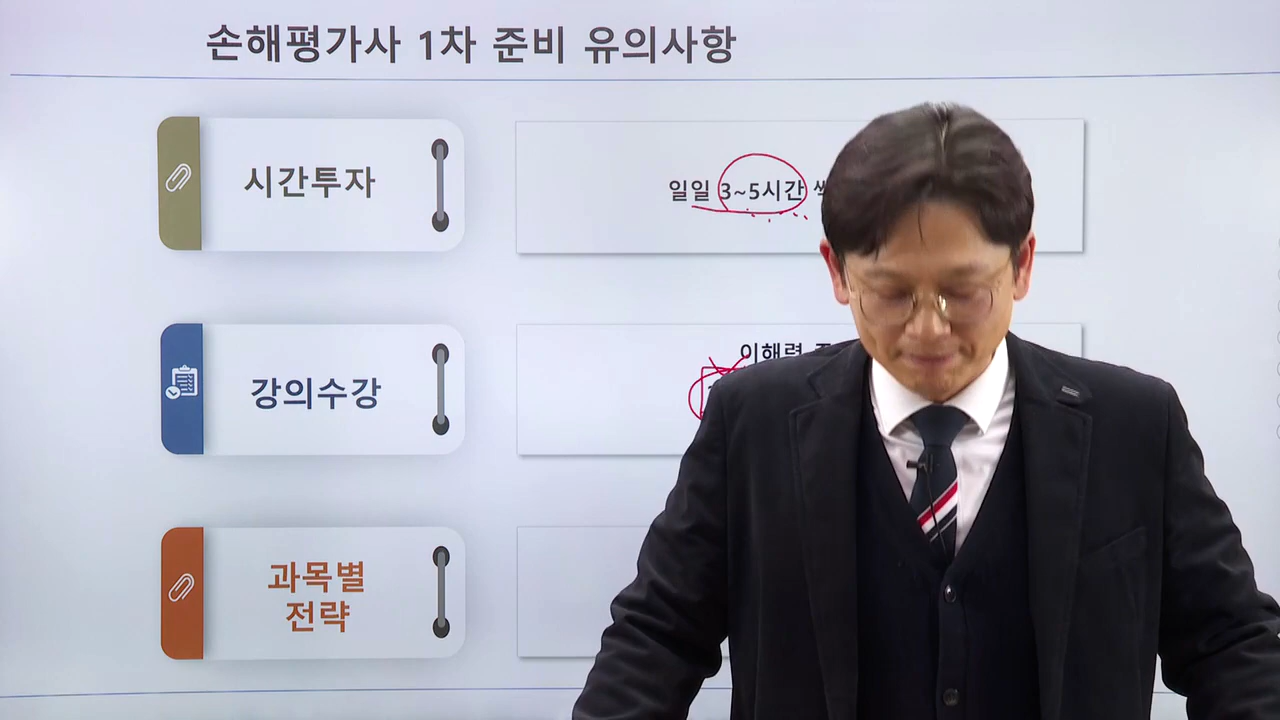 손해평가사 1차 준비 유의사항
시간투자
일일 3~5시간
강의수강
이해력
과목별
전략